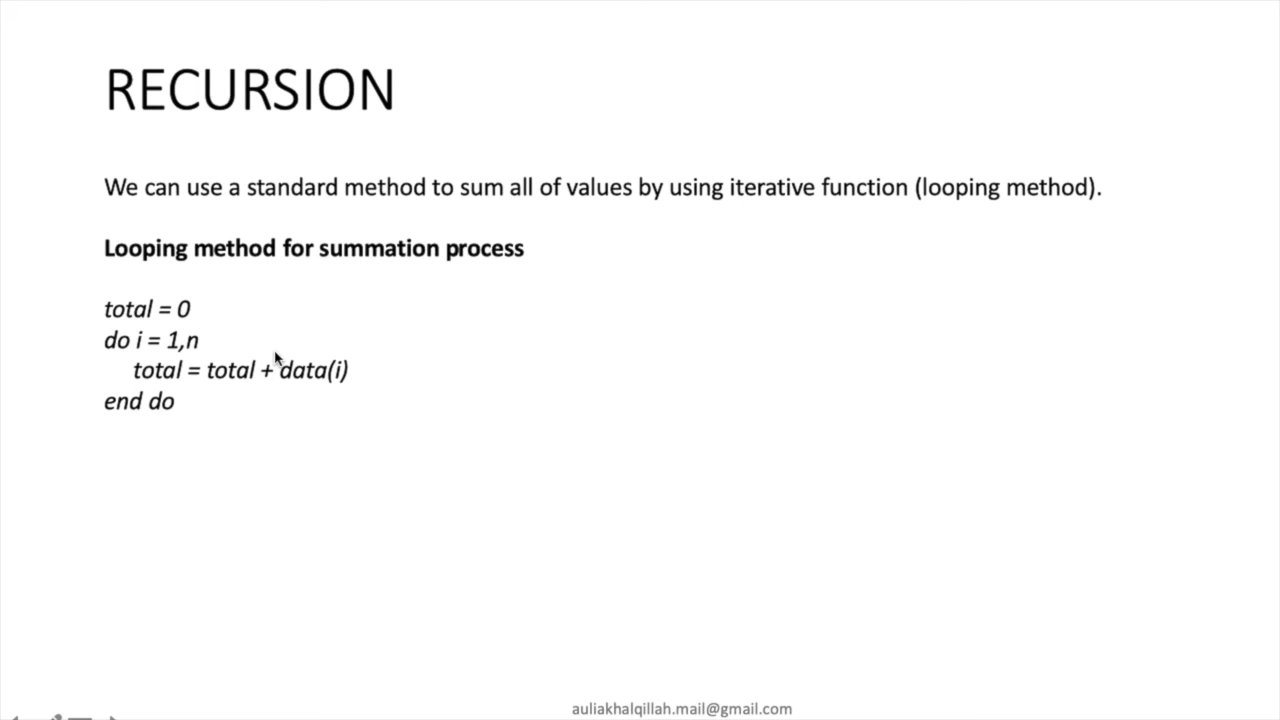 RECURSION
We can use a standard method to sum all of values by using iterative function (looping method).
Looping method for summation process
total = 0
do i = 1,n
total = total + data(i)
end do
auliakhalqillah.mail@gmail.com